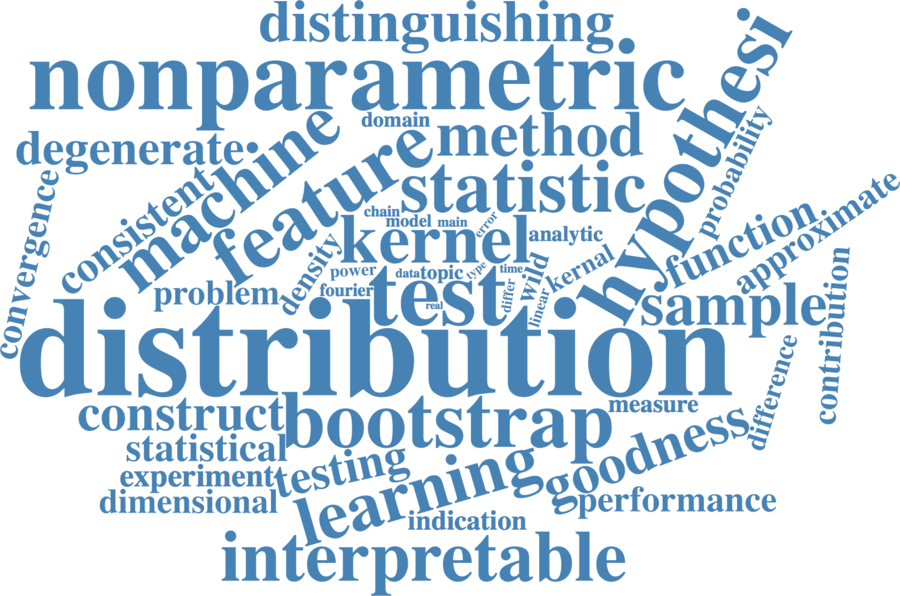 distinguishing
nonparametric
hypothesi
domain
method
machine
degenerate
feature
probability
consistent
statistic
convergence
chain
model
main
error
kernel
analytic
function
approximate
density
power
data
topic
type
time
wild
kernal
problem
fourier
test
real
differ
linear
sample
contribution
distribution
difference
construct
bootstrap
measure
statistical
goodness
experiment
testing
learning
dimensional
performance
indication
interpretable